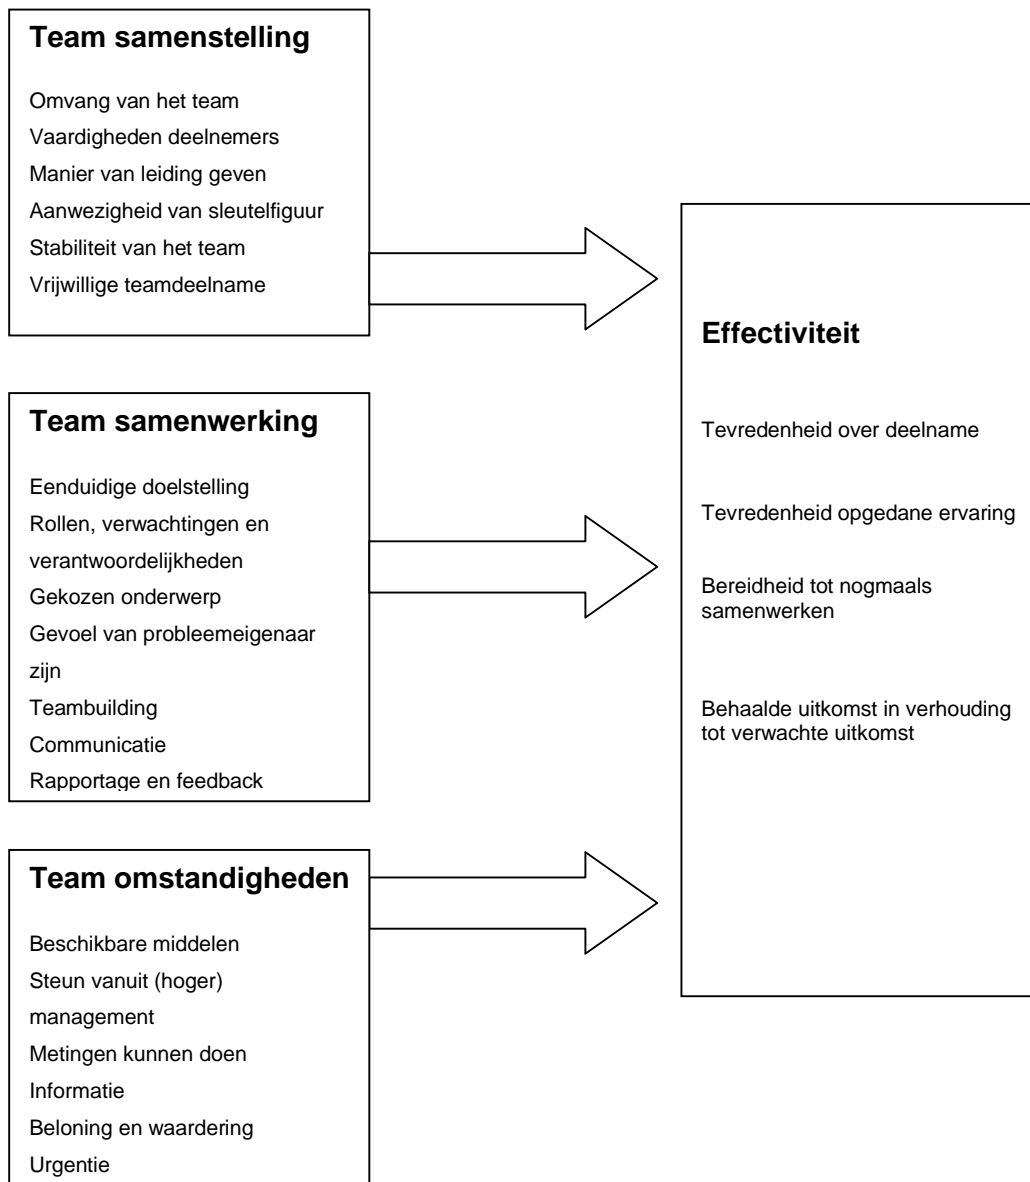 Team samenstelling
Omvang van het team
Vaardigheden deelnemers
Manier van leiding geven
Aanwezigheid van sleutelfiguur
Stabiliteit van het team
Vrijwillige teamdeelname
Team samenwerking
Eenduidige doelstelling
Rollen, verwachtingen en
verantwoordelijkheden
Gekozen onderwerp
Gevoel van probleemeigenaar
zijn
Teambuilding
Communicatie
Rapportage en feedback
Team omstandigheden
Beschikbare middelen
Steun vanuit (hoger)
management
Metingen kunnen doen
Informatie
Beloning en waardering
Urgentie
Effectiviteit
Tevredenheid over deelname
Tevredenheid opgedane ervaring
Bereidheid tot nogmaals
samenwerken
Behaalde uitkomst in verhouding
tot verwachte uitkomst